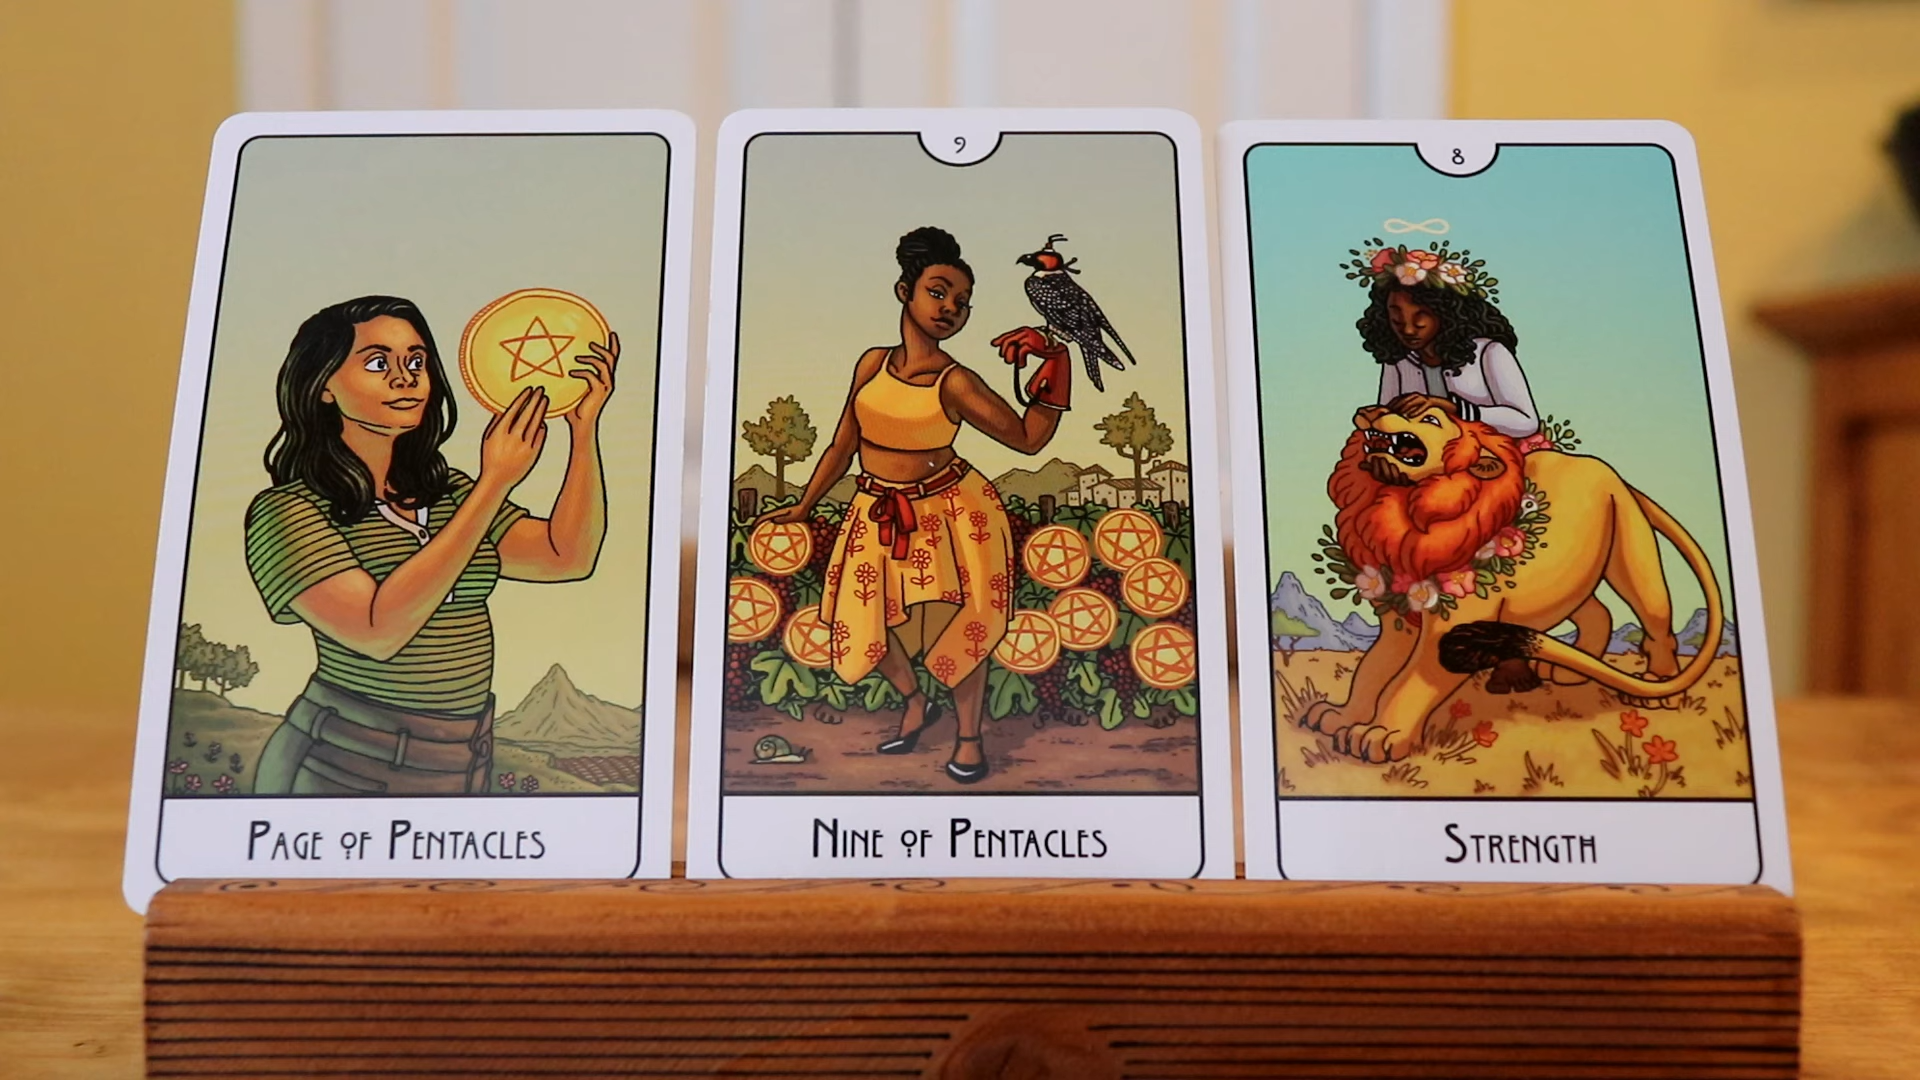 Page of Pentacles
9
Nine of Pentacles
8
Strength